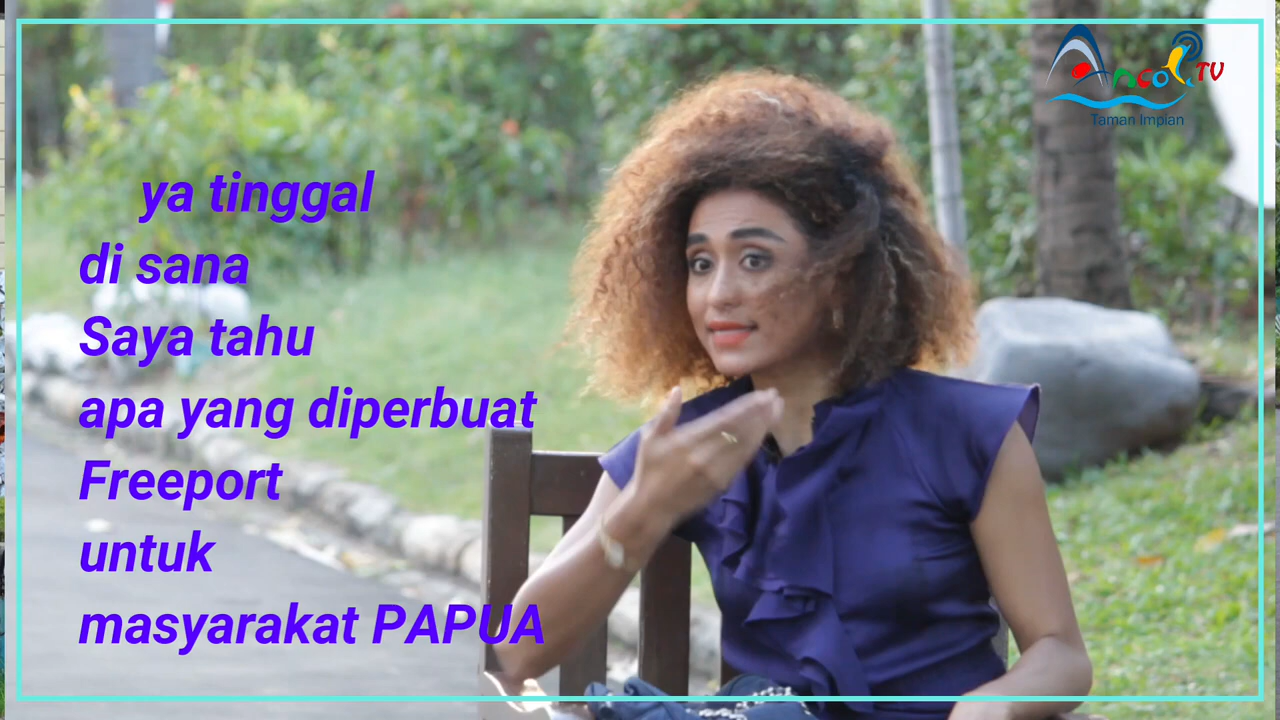 Ancol TV
Taman Impian
ya tinggal
di sana
Saya tahu
apa yang diperbuat
Freeport
untuk
masyarakat PAPUA